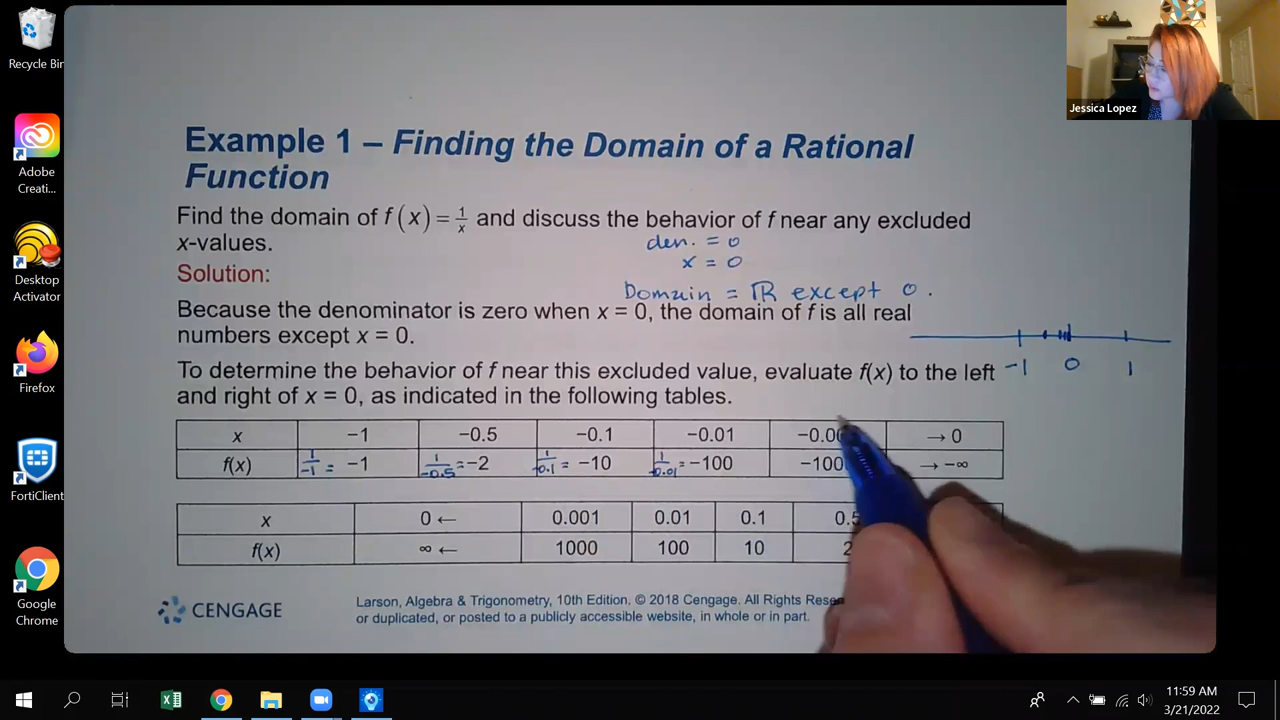 Recycle Bin
Adobe
Creati...
Desktop
Activator
Firefox
FortiClient
Google
Chrome
Jessica Lopez
Example 1 – Finding the Domain of a Rational
Function
Find the domain of f(x) = 1/x and discuss the behavior of f near any excluded
x-values.
den. = 0
x = 0
Solution:
Domain = ℝ except 0.
Because the denominator is zero when x = 0, the domain of f is all real
numbers except x = 0.
To determine the behavior of f near this excluded value, evaluate f(x) to the left
and right of x = 0, as indicated in the following tables.
-1 0 1
x −1 −0.5 −0.1 −0.01 −0.00 → 0
f(x) 1/-1 = −1 1/-0.5 = −2 1/-0.1 = −10 1/-0.01 = −100 −100 → −∞
x 0 ← 0.001 0.01 0.1 0.5
f(x) ∞ ← 1000 100 10 2
CENGAGE
Larson, Algebra & Trigonometry, 10th Edition. © 2018 Cengage. All Rights
or duplicated, or posted to a publicly accessible website, in whole or in part.
11:59 AM
3/21/2022